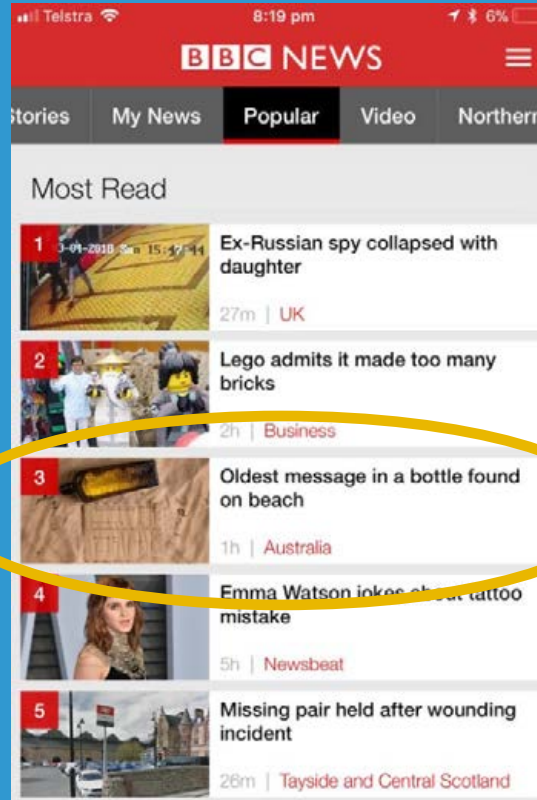 Telstra 8:19 pm 6%
BBC NEWS
Stories My News Popular Video Northern
Most Read
1
Ex-Russian spy collapsed with
daughter
27m | UK
2
Lego admits it made too many
bricks
2h | Business
3
Oldest message in a bottle found
on beach
1h | Australia
4
Emma Watson jokes about tattoo
mistake
5h | Newsbeat
5
Missing pair held after wounding
incident
26m | Tayside and Central Scotland